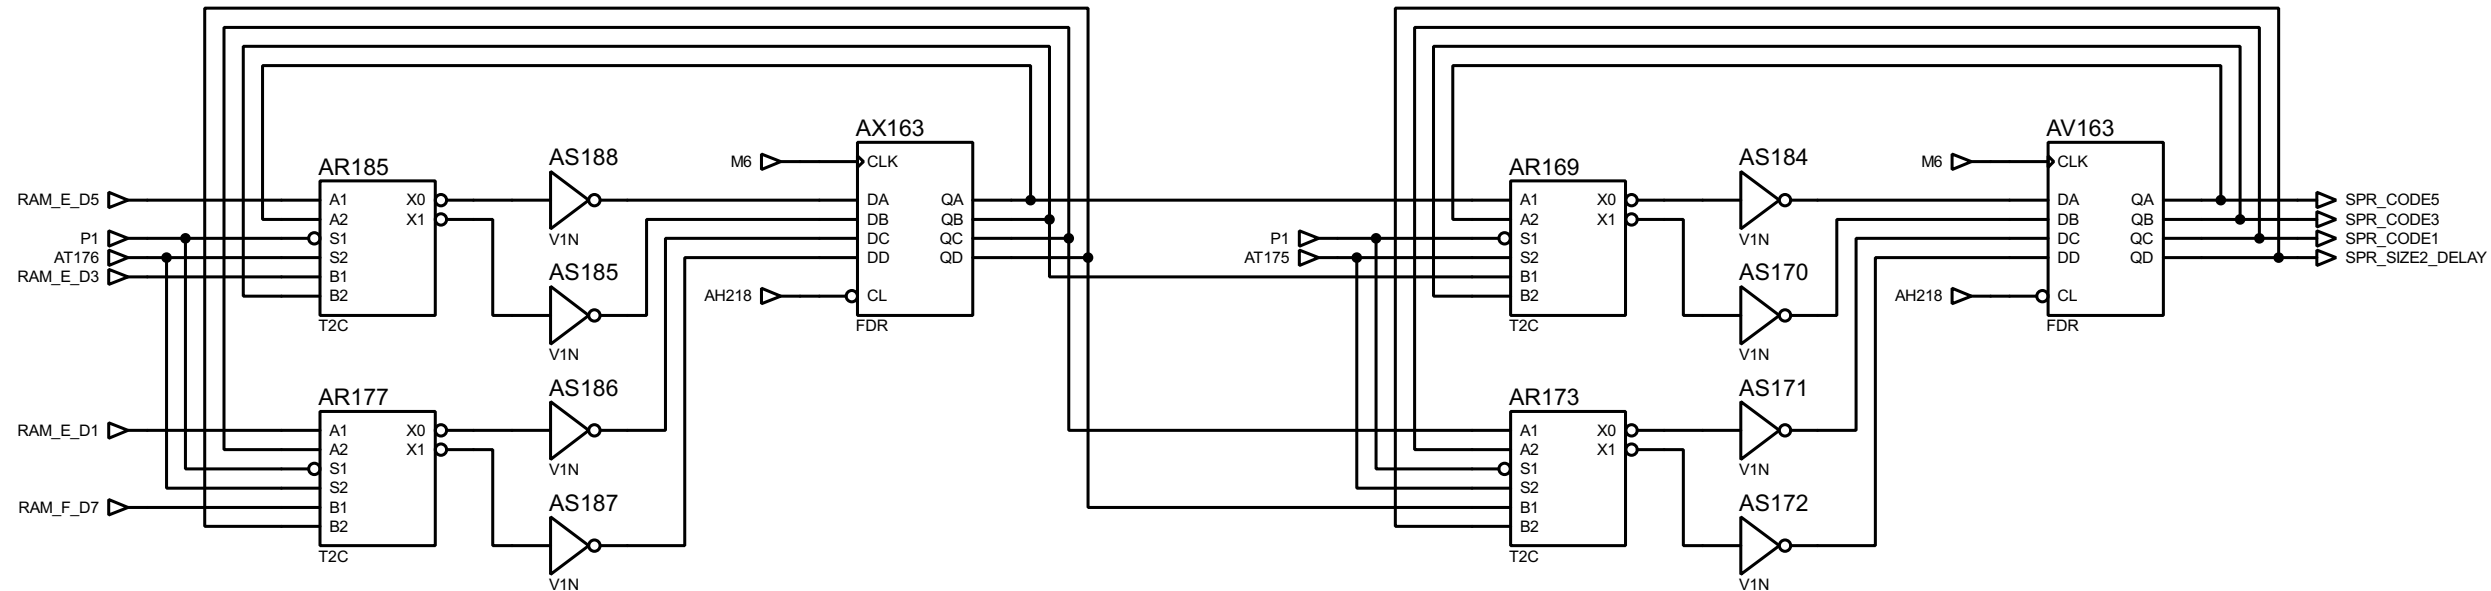 AX163
AV163
AR185
AS188
M6
CLK
AR169
AS184
M6
CLK
RAM_E_D5
A1
X0
DA
QA
A1
X0
DA
QA
SPR_CODE5
A2
X1
DB
QB
A2
X1
DB
QB
SPR_CODE3
P1
S1
V1N
DC
QC
P1
S1
V1N
DC
QC
SPR_CODE1
AT176
S2
DD
QD
AT175
S2
DD
QD
SPR_SIZE2_DELAY
RAM_E_D3
B1
AS185
B1
AS170
B2
AH218
CL
B2
AH218
CL
T2C
FDR
T2C
FDR
V1N
V1N
AR177
AS186
AR173
AS171
RAM_E_D1
A1
X0
A1
X0
A2
X1
A2
X1
S1
V1N
S1
V1N
S2
S2
RAM_F_D7
B1
AS187
B1
AS172
B2
B2
T2C
T2C
V1N
V1N